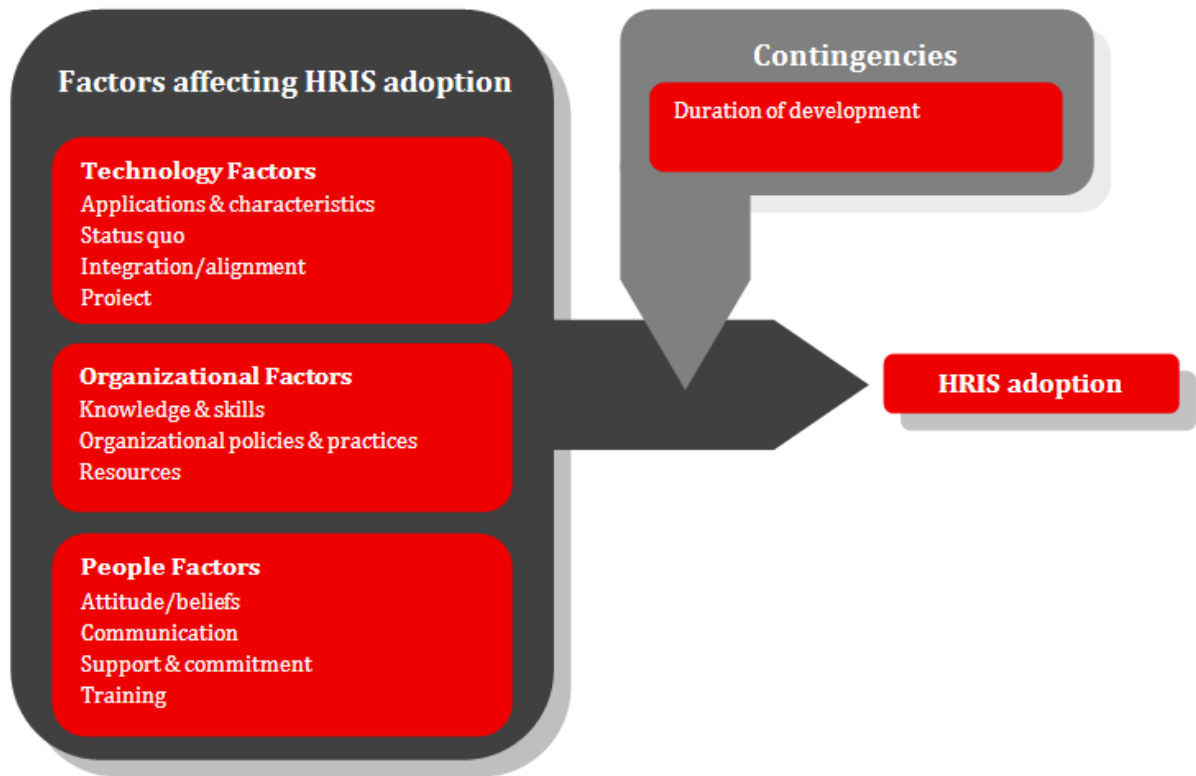 Factors affecting HRIS adoption
Technology Factors
Applications & characteristics
Status quo
Integration/alignment
Proiect
Organizational Factors
Knowledge & skills
Organizational policies & practices
Resources
People Factors
Attitude/beliefs
Communication
Support & commitment
Training
Contingencies
Duration of development
HRIS adoption